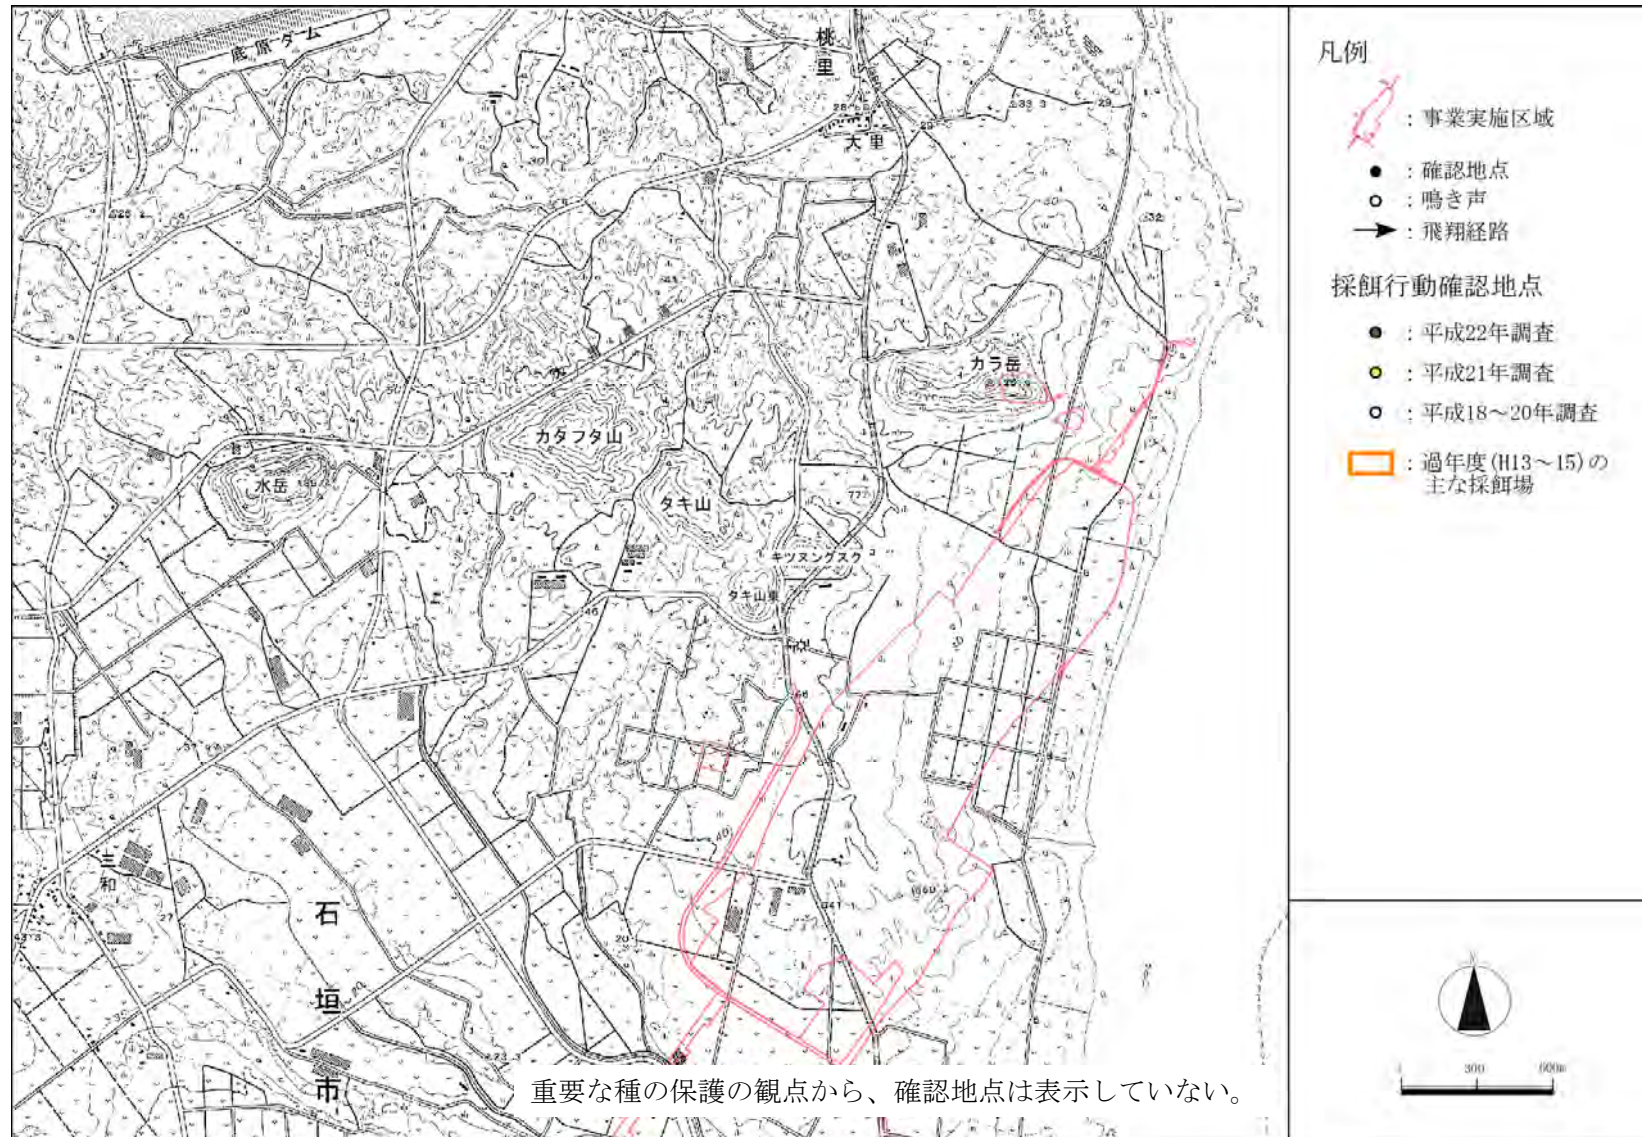 底原ダム
桃里
大里
カラ岳
カタフタ山
水岳
タキ山
キツヌングスク
タキ山東
三和
石垣市
重要な種の保護の観点から、確認地点は表示していない。
凡例
：事業実施区域
：確認地点
：鳴き声
：飛翔経路
採餌行動確認地点
：平成22年調査
：平成21年調査
：平成18～20年調査
：過年度(H13～15)の
主な採餌場
300
600m